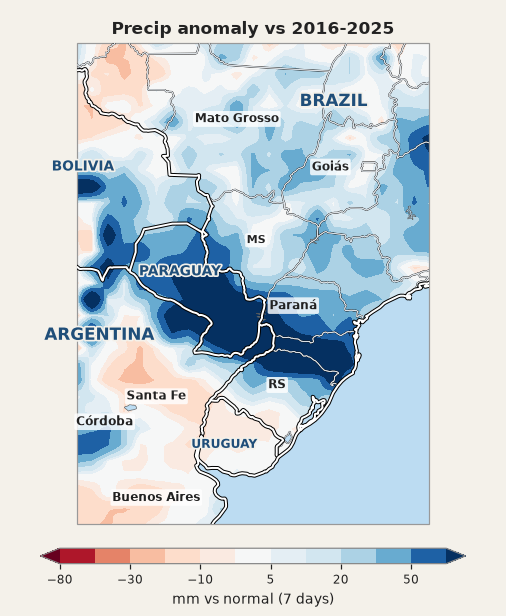 Precip anomaly vs 2016-2025
BRAZIL
Mato Grosso
BOLIVIA
Goiás
MS
PARAGUAY
Paraná
ARGENTINA
RS
Santa Fe
Córdoba
URUGUAY
Buenos Aires
−80 −30 −10 5 20 50
mm vs normal (7 days)